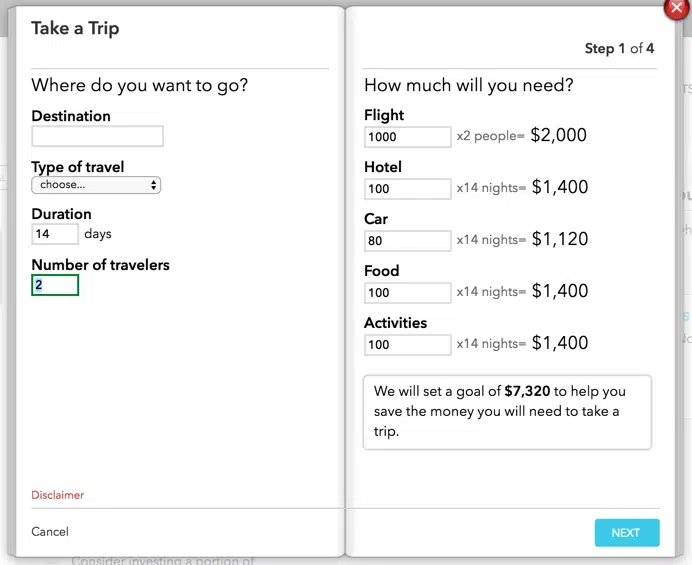 Take a Trip
Step 1 of 4
Where do you want to go?
Destination
Type of travel
choose...
Duration
14 days
Number of travelers
2
How much will you need?
Flight
1000 x2 people= $2,000
Hotel
100 x14 nights= $1,400
Car
80 x14 nights= $1,120
Food
100 x14 nights= $1,400
Activities
100 x14 nights= $1,400
We will set a goal of $7,320 to help you
save the money you will need to take a
trip.
Disclaimer
Cancel
NEXT
Consider investing a portion of